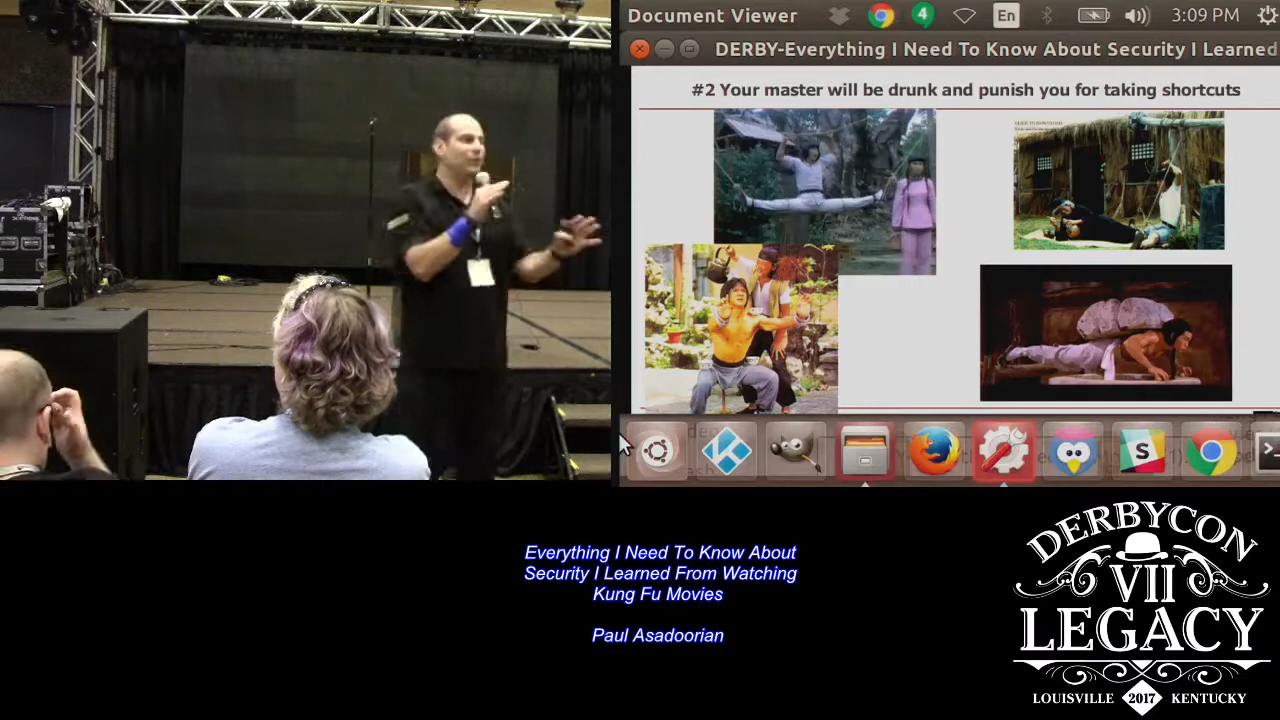 Document Viewer
4
En
3:09 PM
DERBY-Everything I Need To Know About Security I Learned
#2 Your master will be drunk and punish you for taking shortcuts
S
>_
Everything I Need To Know About
Security I Learned From Watching
Kung Fu Movies
Paul Asadoorian
DERBYCON
VII
LEGACY
LOUISVILLE 2017 KENTUCKY